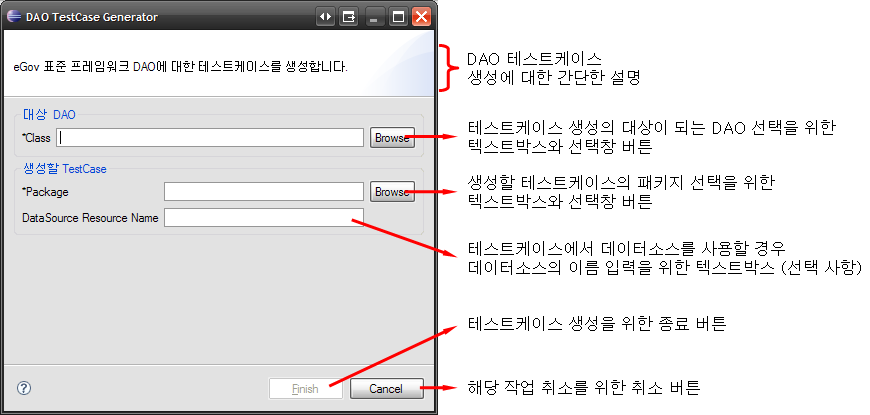 DAO TestCase Generator
eGov 표준 프레임워크 DAO에 대한 테스트케이스를 생성합니다.
DAO 테스트케이스
생성에 대한 간단한 설명
대상 DAO
*Class
Browse
테스트케이스 생성의 대상이 되는 DAO 선택을 위한
텍스트박스와 선택창 버튼
생성할 TestCase
*Package
Browse
생성할 테스트케이스의 패키지 선택을 위한
텍스트박스와 선택창 버튼
DataSource Resource Name
테스트케이스에서 데이터소스를 사용할 경우
데이터소스의 이름 입력을 위한 텍스트박스 (선택 사항)
테스트케이스 생성을 위한 종료 버튼
?
Finish
Cancel
해당 작업 취소를 위한 취소 버튼